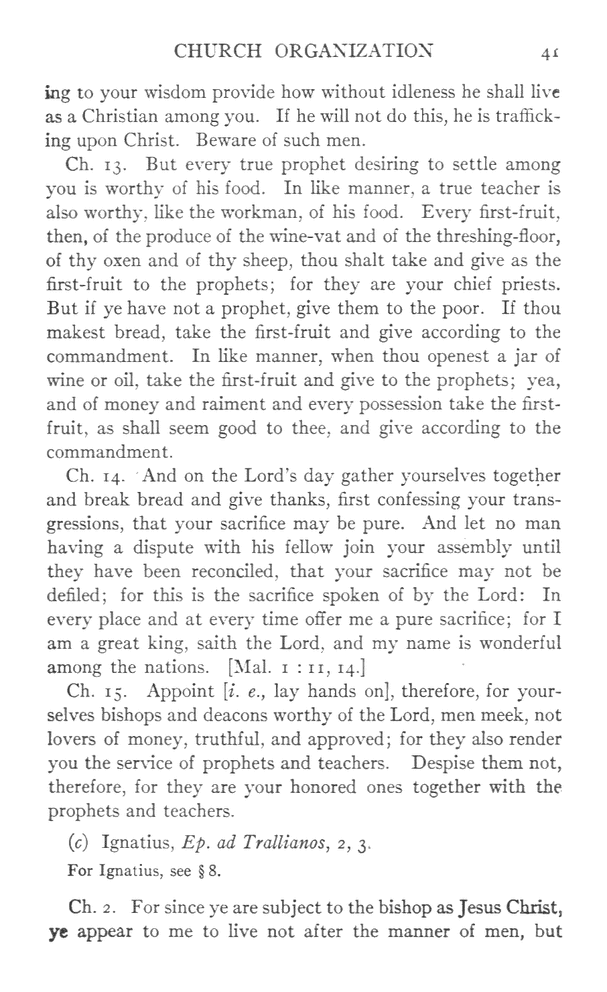 CHURCH ORGANIZATION 41
ing to your wisdom provide how without idleness he shall live
as a Christian among you. If he will not do this, he is traffick-
ing upon Christ. Beware of such men.
Ch. 13. But every true prophet desiring to settle among
you is worthy of his food. In like manner, a true teacher is
also worthy, like the workman, of his food. Every first-fruit,
then, of the produce of the wine-vat and of the threshing-floor,
of thy oxen and of thy sheep, thou shalt take and give as the
first-fruit to the prophets; for they are your chief priests.
But if ye have not a prophet, give them to the poor. If thou
makest bread, take the first-fruit and give according to the
commandment. In like manner, when thou openest a jar of
wine or oil, take the first-fruit and give to the prophets; yea,
and of money and raiment and every possession take the first-
fruit, as shall seem good to thee, and give according to the
commandment.
Ch. 14. And on the Lord's day gather yourselves together
and break bread and give thanks, first confessing your trans-
gressions, that your sacrifice may be pure. And let no man
having a dispute with his fellow join your assembly until
they have been reconciled, that your sacrifice may not be
defiled; for this is the sacrifice spoken of by the Lord: In
every place and at every time offer me a pure sacrifice; for I
am a great king, saith the Lord, and my name is wonderful
among the nations. [Mal. 1 : 11, 14.]
Ch. 15. Appoint [i. e., lay hands on], therefore, for your-
selves bishops and deacons worthy of the Lord, men meek, not
lovers of money, truthful, and approved; for they also render
you the service of prophets and teachers. Despise them not,
therefore, for they are your honored ones together with the
prophets and teachers.
(c) Ignatius, Ep. ad Trallianos, 2, 3.
For Ignatius, see § 8.
Ch. 2. For since ye are subject to the bishop as Jesus Christ,
ye appear to me to live not after the manner of men, but